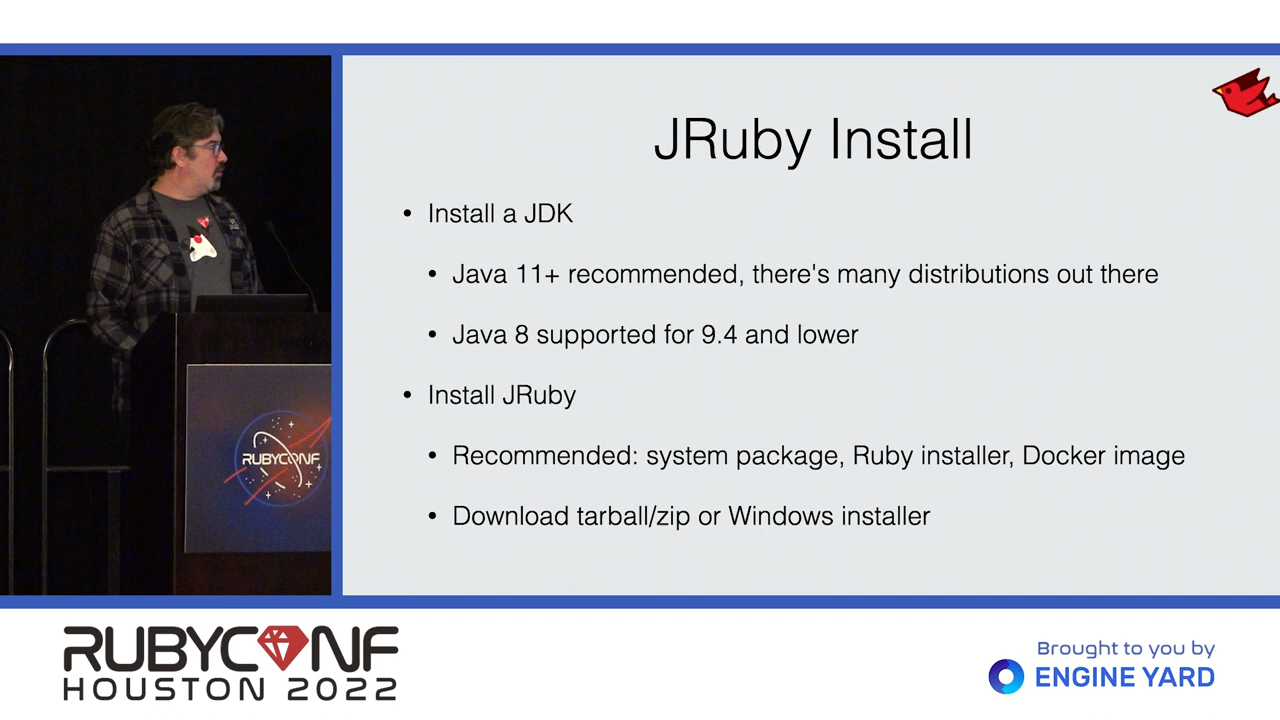 JRuby Install
• Install a JDK
• Java 11+ recommended, there's many distributions out there
• Java 8 supported for 9.4 and lower
• Install JRuby
• Recommended: system package, Ruby installer, Docker image
• Download tarball/zip or Windows installer
RUBYCONF
RUBYCONF
HOUSTON 2022
Brought to you by
ENGINE YARD